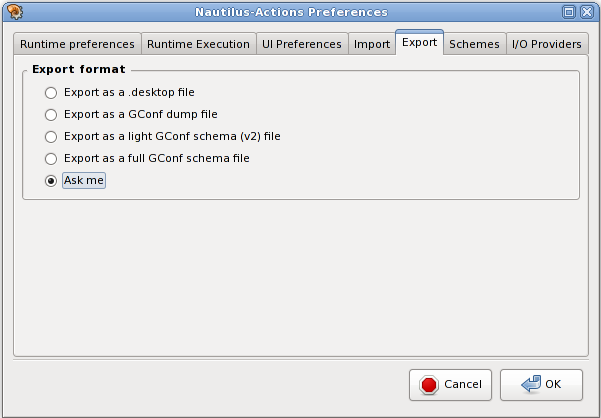 Nautilus-Actions Preferences
Runtime preferences Runtime Execution UI Preferences Import Export Schemes I/O Providers
Export format
Export as a .desktop file
Export as a GConf dump file
Export as a light GConf schema (v2) file
Export as a full GConf schema file
Ask me
Cancel OK